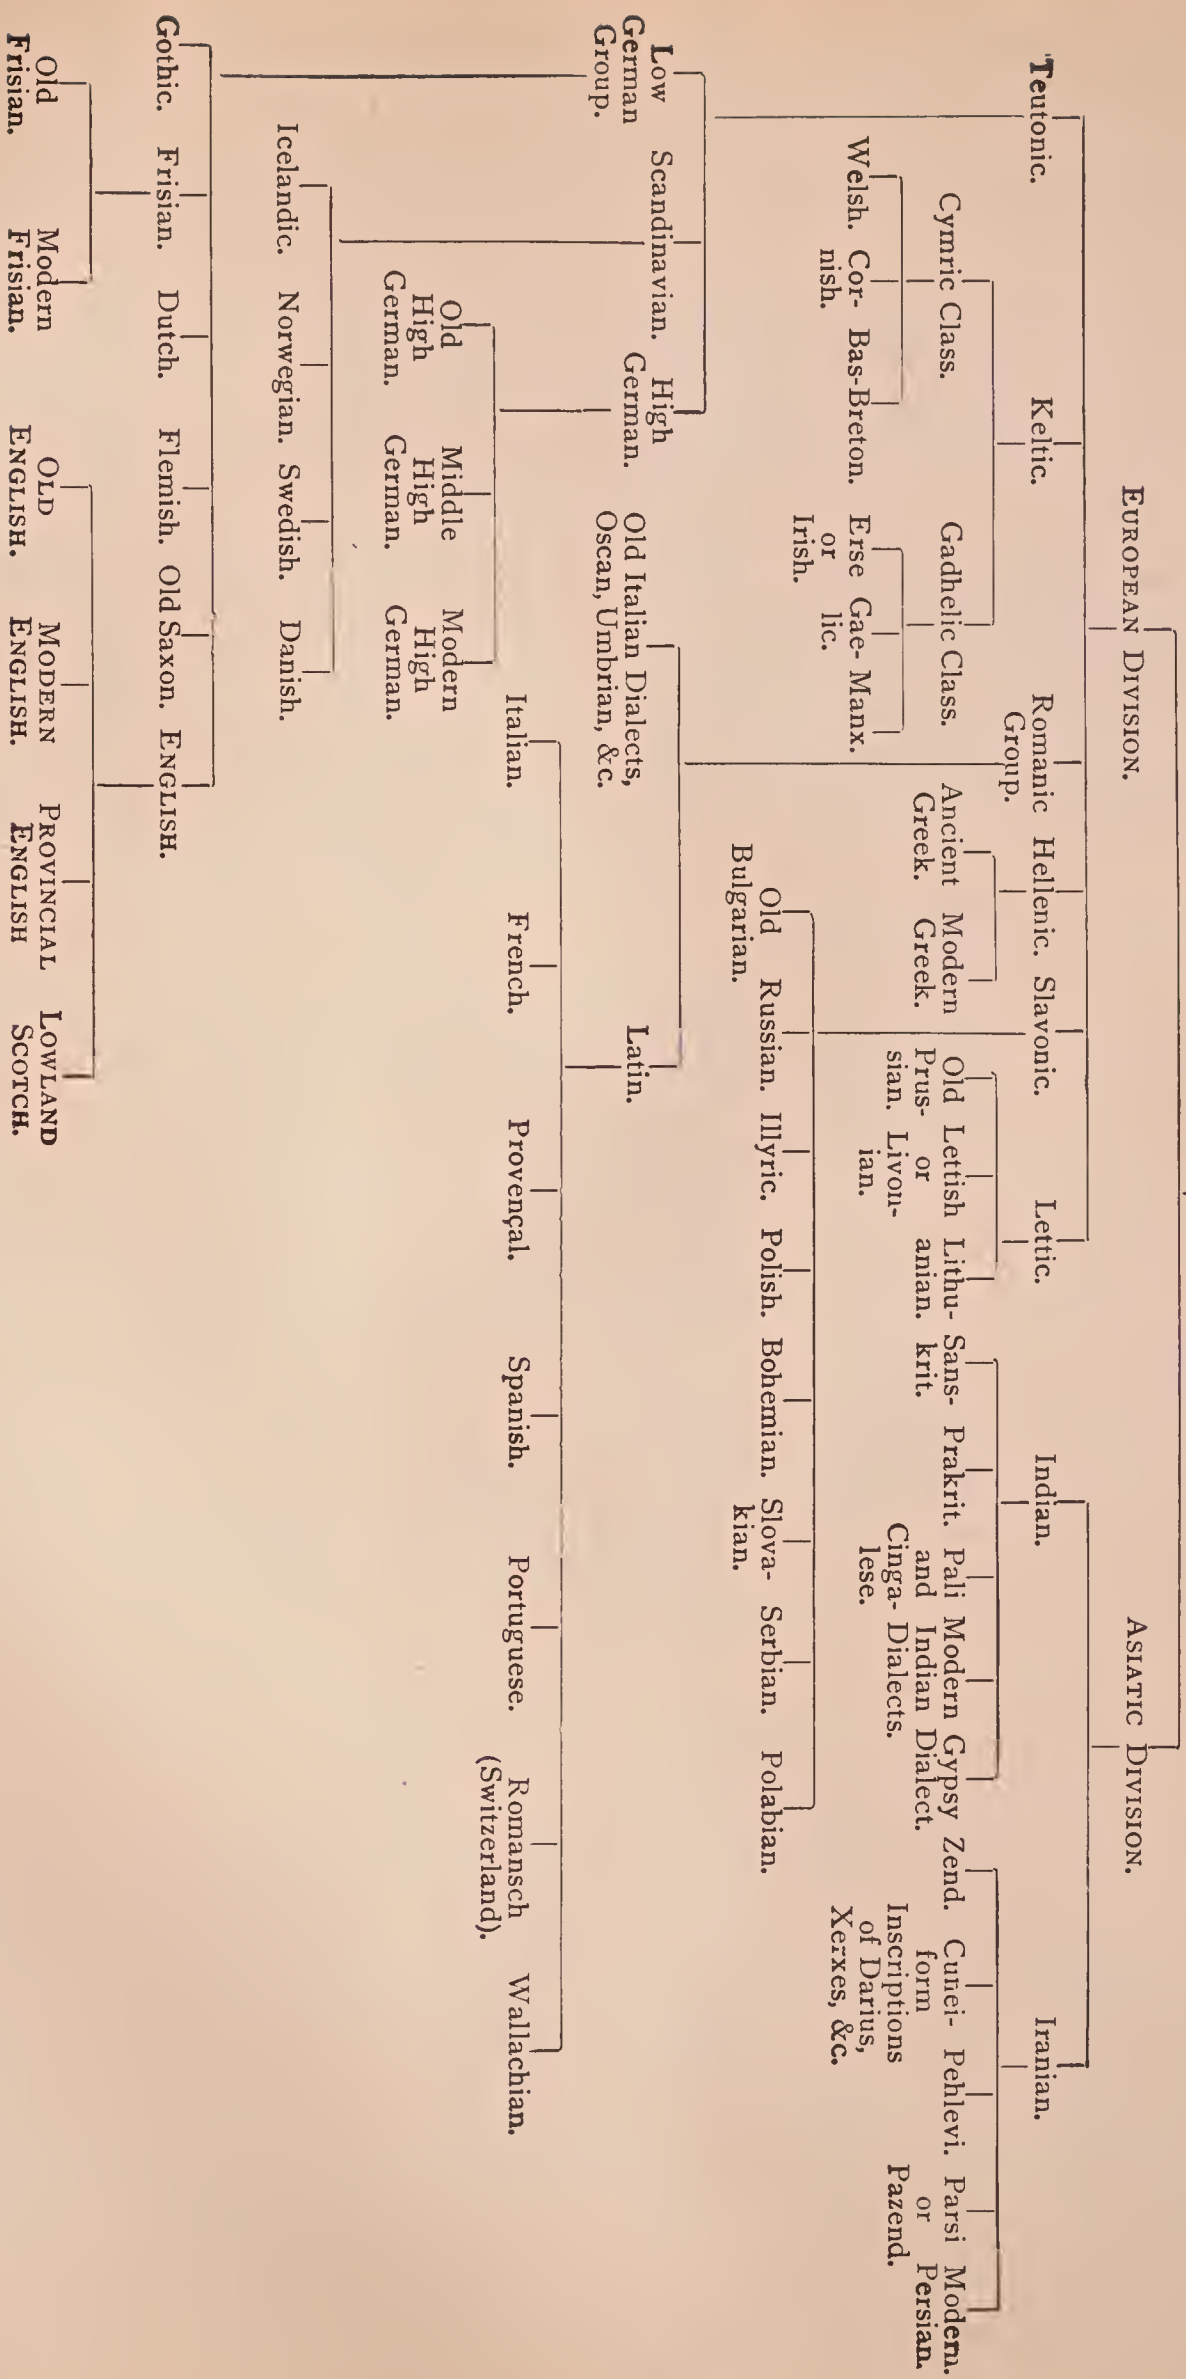 EUROPEAN DIVISION.
ASIATIC DIVISION.
Teutonic.
Keltic.
Romanic
Group.
Hellenic.
Slavonic.
Lettic.
Indian.
Iranian.
Cymric Class.
Gadhelic Class.
Ancient
Greek.
Modern
Greek.
Old
Prus-
sian.
Lettish
or
Livon-
ian.
Lithu-
anian.
Sans-
krit.
Prakrit.
Pali
and
Cinga-
lese.
Modern
Indian
Dialects.
Gypsy
Dialect.
Zend.
Cunei-
form
Inscriptions
of Darius,
Xerxes, &c.
Pehlevi.
Parsi
or
Pazend.
Modern.
Persian.
Welsh.
Cor-
nish.
Bas-Breton.
Erse
or
Irish.
Gae-
lic.
Manx.
Old
Bulgarian.
Russian.
Illyric.
Polish.
Bohemian.
Slova-
kian.
Serbian.
Polabian.
Low
German
Group.
Scandinavian.
High
German.
Old Italian Dialects,
Oscan, Umbrian, &c.
Latin.
Old
High
German.
Middle
High
German.
Modern
High
German.
Italian.
French.
Provençal.
Spanish.
Portuguese.
Romansch
(Switzerland).
Wallachian.
Icelandic.
Norwegian.
Swedish.
Danish.
Gothic.
Frisian.
Dutch.
Flemish.
Old Saxon.
ENGLISH.
Old
Frisian.
Modern
Frisian.
OLD
ENGLISH.
MODERN
ENGLISH.
PROVINCIAL
ENGLISH
LOWLAND
SCOTCH.